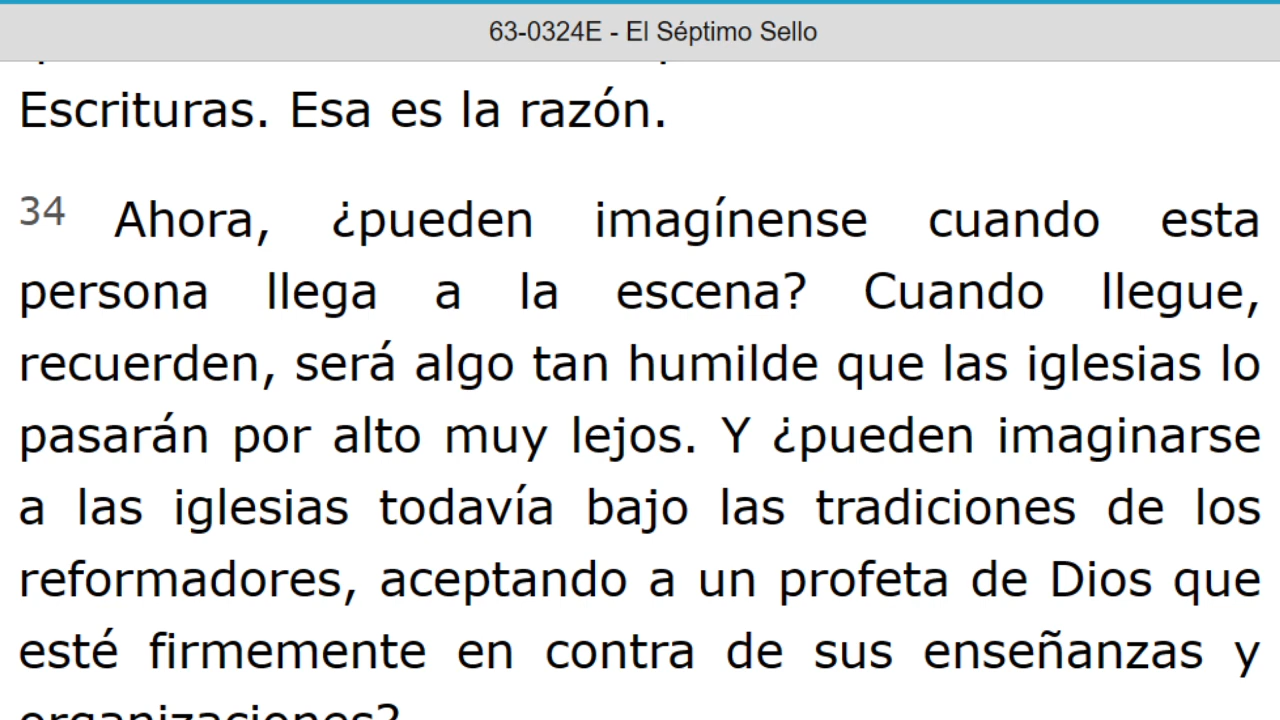 63-0324E - El Séptimo Sello
Escrituras. Esa es la razón.
34 Ahora, ¿pueden imagínense cuando esta
persona llega a la escena? Cuando llegue,
recuerden, será algo tan humilde que las iglesias lo
pasarán por alto muy lejos. Y ¿pueden imaginarse
a las iglesias todavía bajo las tradiciones de los
reformadores, aceptando a un profeta de Dios que
esté firmemente en contra de sus enseñanzas y
organizaciones?